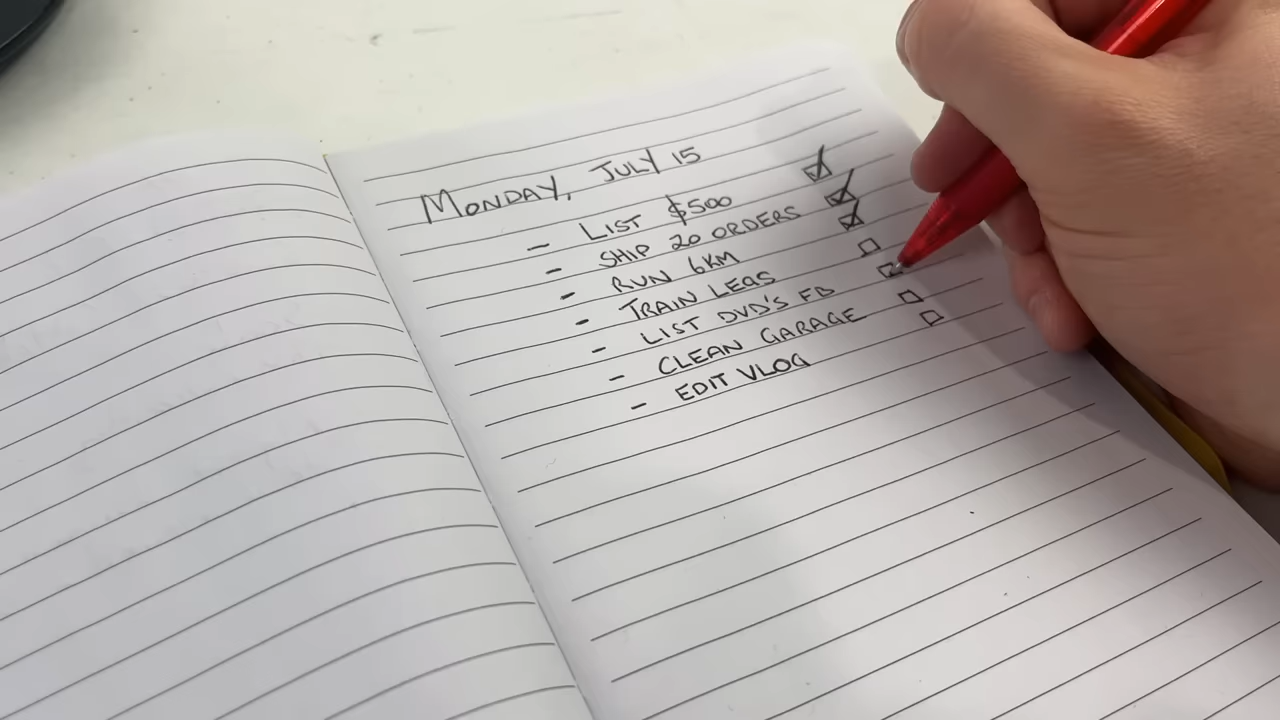 MONDAY, JULY 15
- LIST $500
- SHIP 20 ORDERS
- RUN 6KM
- TRAIN LEGS
- LIST DVD'S FB
- CLEAN GARAGE
- EDIT VLOG